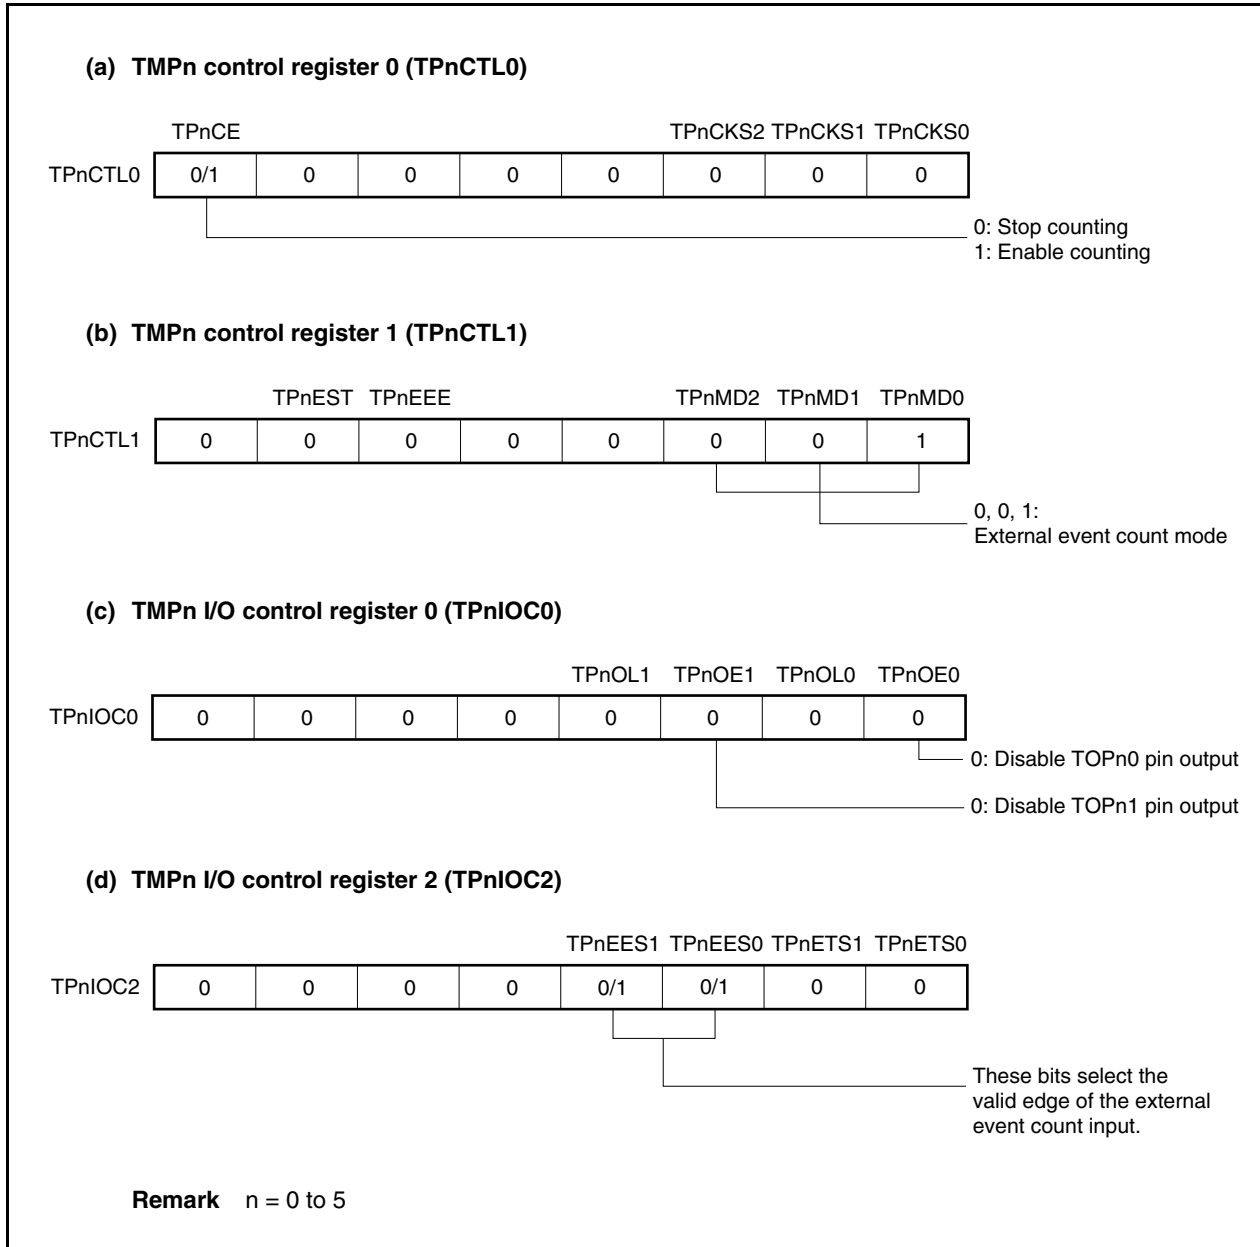 (a) TMPn control register 0 (TPnCTL0)
TPnCE TPnCKS2 TPnCKS1 TPnCKS0
TPnCTL0 0/1 0 0 0 0 0 0 0
0: Stop counting
1: Enable counting
(b) TMPn control register 1 (TPnCTL1)
TPnEST TPnEEE TPnMD2 TPnMD1 TPnMD0
TPnCTL1 0 0 0 0 0 0 0 1
0, 0, 1:
External event count mode
(c) TMPn I/O control register 0 (TPnIOC0)
TPnOL1 TPnOE1 TPnOL0 TPnOE0
TPnIOC0 0 0 0 0 0 0 0 0
0: Disable TOPn0 pin output
0: Disable TOPn1 pin output
(d) TMPn I/O control register 2 (TPnIOC2)
TPnEES1 TPnEES0 TPnETS1 TPnETS0
TPnIOC2 0 0 0 0 0/1 0/1 0 0
These bits select the
valid edge of the external
event count input.
Remark n = 0 to 5